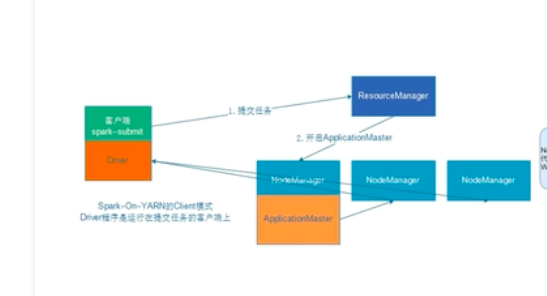 ResourceManager
1. 提交任务
客户端
spark-submit
2. 开启ApplicationMaster
Driver
NodeManager
NodeManager
NodeManager
Spark-On-YARN的Client模式
Driver程序是运行在提交任务的客户端上
ApplicationMaster